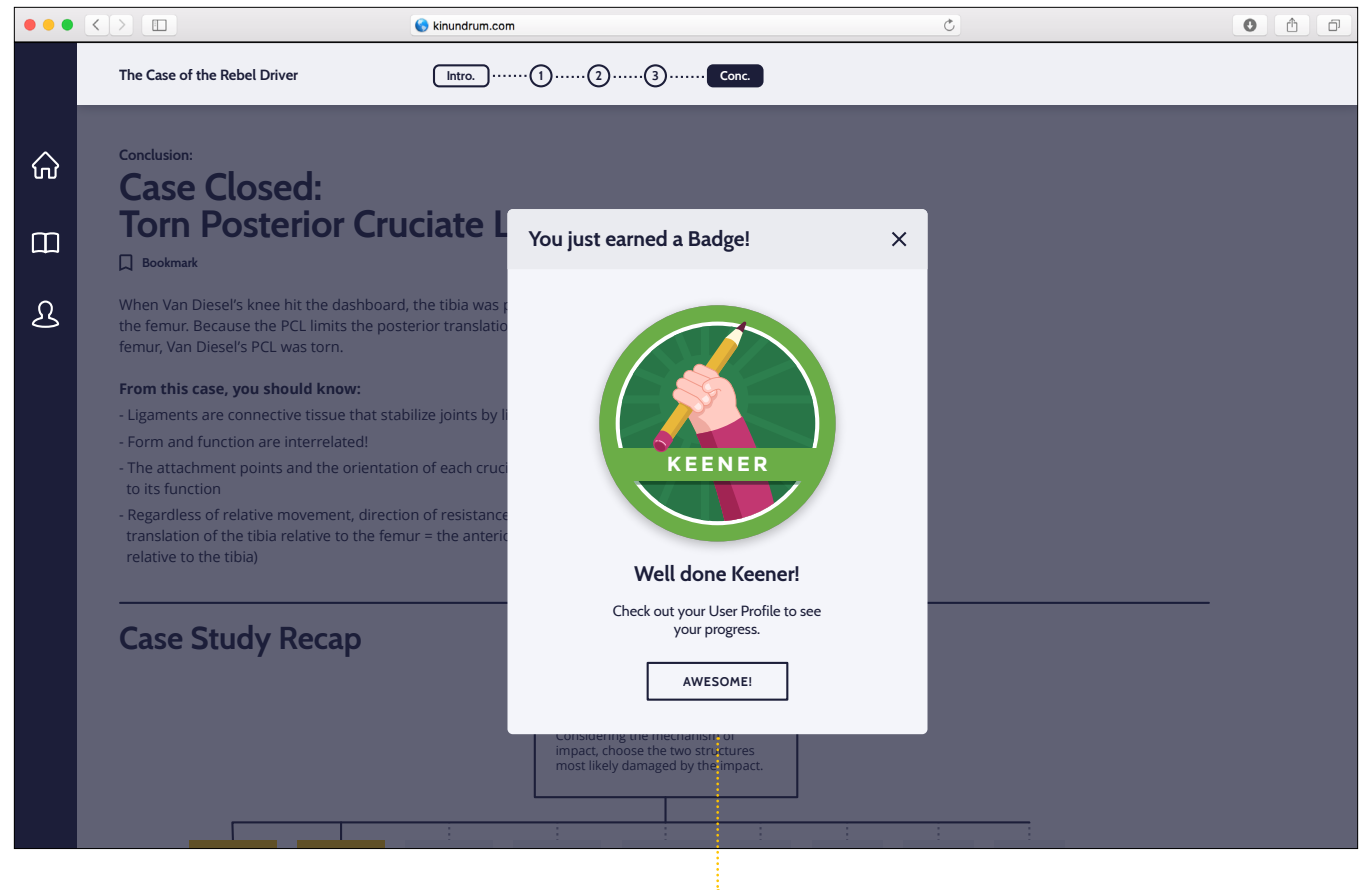 kinundrum.com
The Case of the Rebel Driver
Intro.
1
2
3
Conc.
Conclusion:
Case Closed:
Torn Posterior Cruciate L
Bookmark
When Van Diesel's knee hit the dashboard, the tibia was p
the femur. Because the PCL limits the posterior translatio
femur, Van Diesel's PCL was torn.
From this case, you should know:
- Ligaments are connective tissue that stabilize joints by li
- Form and function are interrelated!
- The attachment points and the orientation of each cruci
to its function
- Regardless of relative movement, direction of resistance
translation of the tibia relative to the femur = the anteric
relative to the tibia)
Case Study Recap
You just earned a Badge!
KEENER
Well done Keener!
Check out your User Profile to see
your progress.
AWESOME!
Considering the mechanism of
impact, choose the two structures
most likely damaged by the impact.